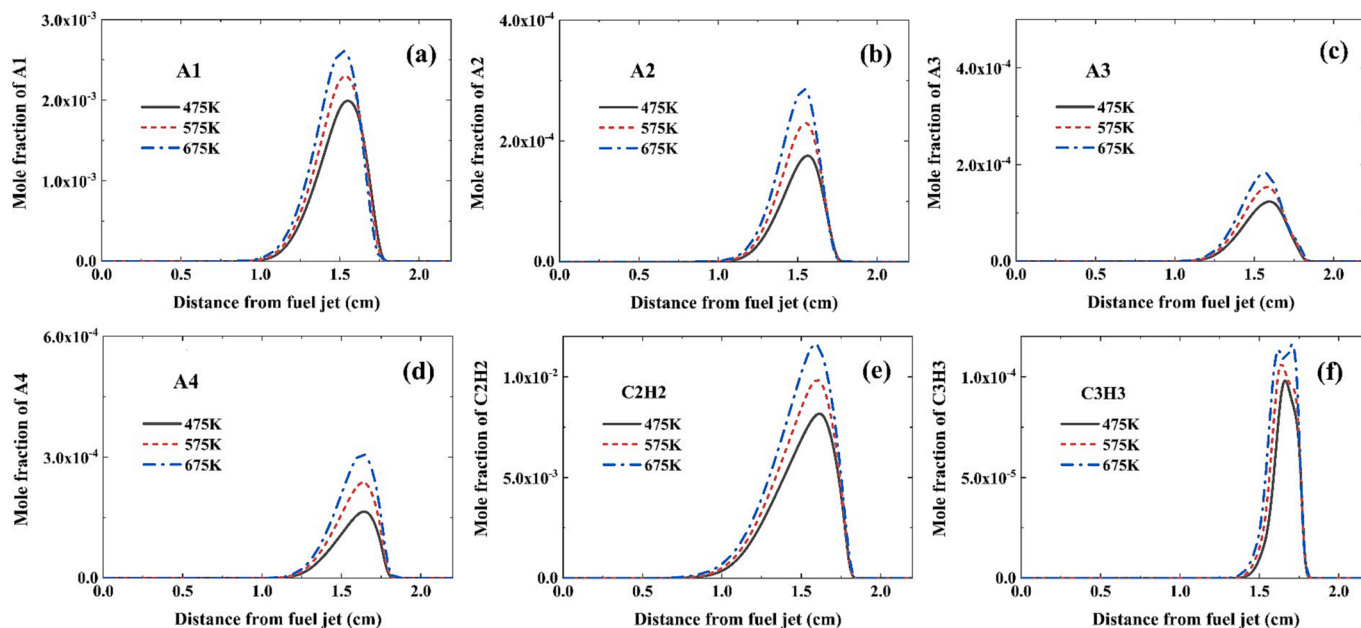 3.0x10⁻³
2.0x10⁻³
1.0x10⁻³
0.0
Mole fraction of A1
(a)
A1
475K
575K
675K
0.0 0.5 1.0 1.5 2.0
Distance from fuel jet (cm)
4.0x10⁻⁴
2.0x10⁻⁴
0.0
Mole fraction of A2
(b)
A2
475K
575K
675K
0.0 0.5 1.0 1.5 2.0
Distance from fuel jet (cm)
4.0x10⁻⁴
2.0x10⁻⁴
0.0
Mole fraction of A3
(c)
A3
475K
575K
675K
0.0 0.5 1.0 1.5 2.0
Distance from fuel jet (cm)
6.0x10⁻⁴
3.0x10⁻⁴
0.0
Mole fraction of A4
(d)
A4
475K
575K
675K
0.0 0.5 1.0 1.5 2.0
Distance from fuel jet (cm)
1.0x10⁻²
5.0x10⁻³
0.0
Mole fraction of C2H2
(e)
C2H2
475K
575K
675K
0.0 0.5 1.0 1.5 2.0
Distance from fuel jet (cm)
1.0x10⁻⁴
5.0x10⁻⁵
0.0
Mole fraction of C3H3
(f)
C3H3
475K
575K
675K
0.0 0.5 1.0 1.5 2.0
Distance from fuel jet (cm)